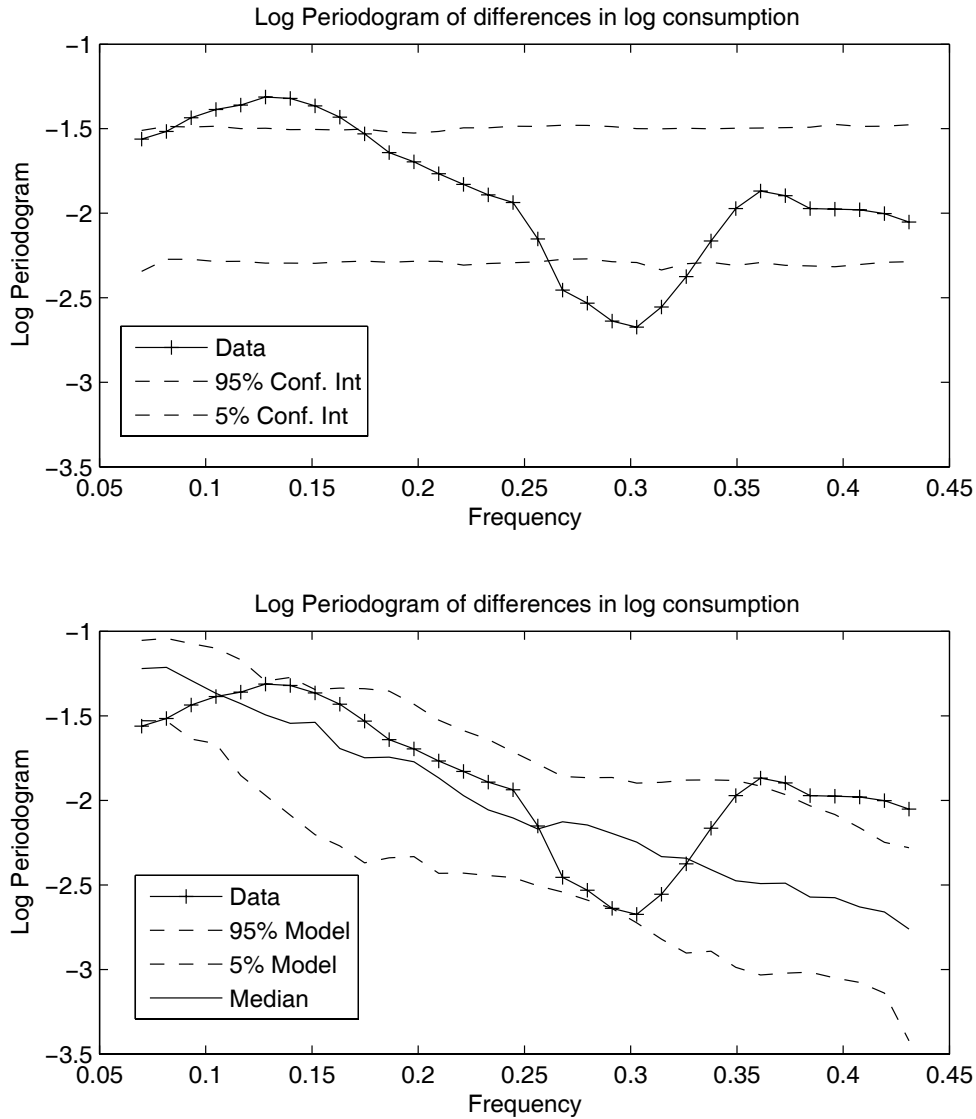 Log Periodogram of differences in log consumption
−1
−1.5
−2
−2.5
−3
−3.5
Log Periodogram
Data
95% Conf. Int
5% Conf. Int
0.05 0.1 0.15 0.2 0.25 0.3 0.35 0.4 0.45
Frequency
Log Periodogram of differences in log consumption
−1
−1.5
−2
−2.5
−3
−3.5
Log Periodogram
Data
95% Model
5% Model
Median
0.05 0.1 0.15 0.2 0.25 0.3 0.35 0.4 0.45
Frequency